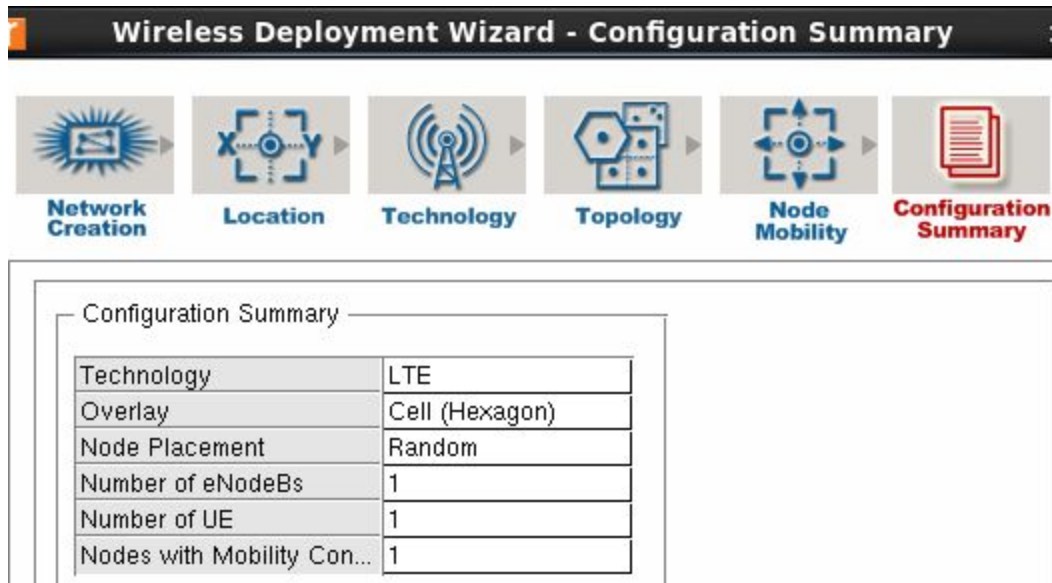 Wireless Deployment Wizard - Configuration Summary
X Y
Network Creation
Location
Technology
Topology
Node Mobility
Configuration Summary
Configuration Summary
Technology LTE
Overlay Cell (Hexagon)
Node Placement Random
Number of eNodeBs 1
Number of UE 1
Nodes with Mobility Con... 1